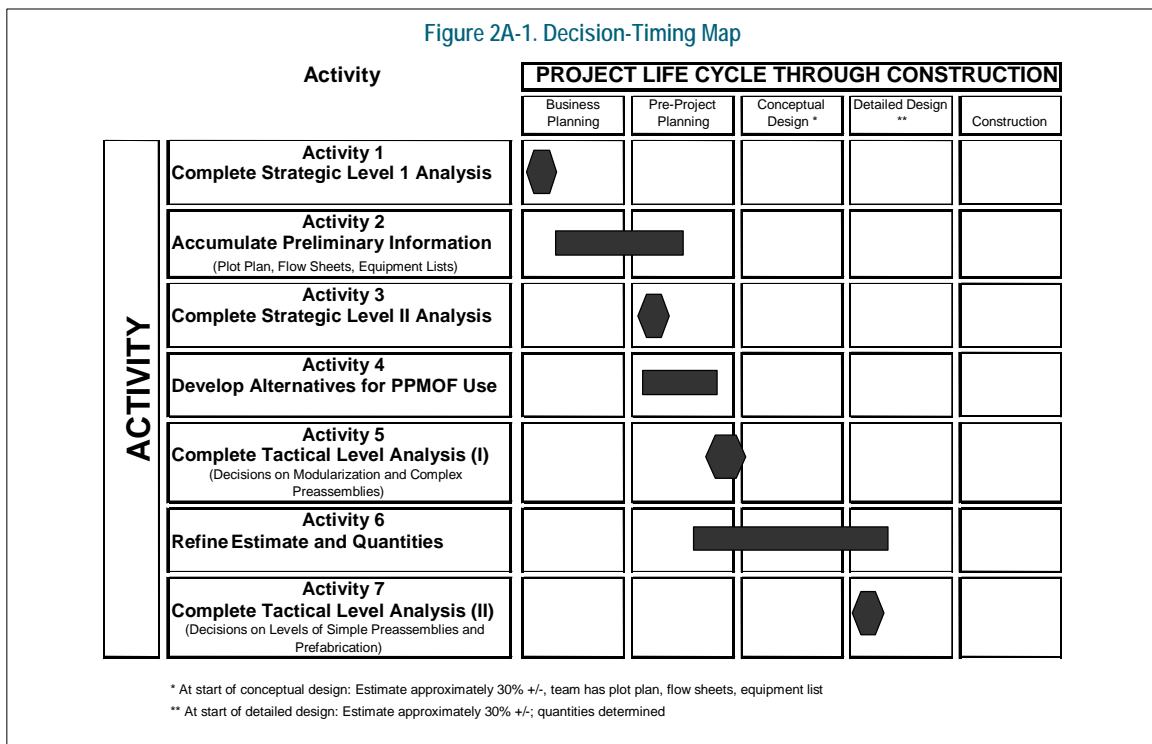 Figure 2A-1. Decision-Timing Map
Activity
PROJECT LIFE CYCLE THROUGH CONSTRUCTION
Business
Planning
Pre-Project
Planning
Conceptual
Design *
Detailed Design
**
Construction
ACTIVITY
Activity 1
Complete Strategic Level 1 Analysis
Activity 2
Accumulate Preliminary Information
(Plot Plan, Flow Sheets, Equipment Lists)
Activity 3
Complete Strategic Level II Analysis
Activity 4
Develop Alternatives for PPMOF Use
Activity 5
Complete Tactical Level Analysis (I)
(Decisions on Modularization and Complex
Preassemblies)
Activity 6
Refine Estimate and Quantities
Activity 7
Complete Tactical Level Analysis (II)
(Decisions on Levels of Simple Preassemblies and
Prefabrication)
* At start of conceptual design: Estimate approximately 30% +/-, team has plot plan, flow sheets, equipment list
** At start of detailed design: Estimate approximately 30% +/-; quantities determined